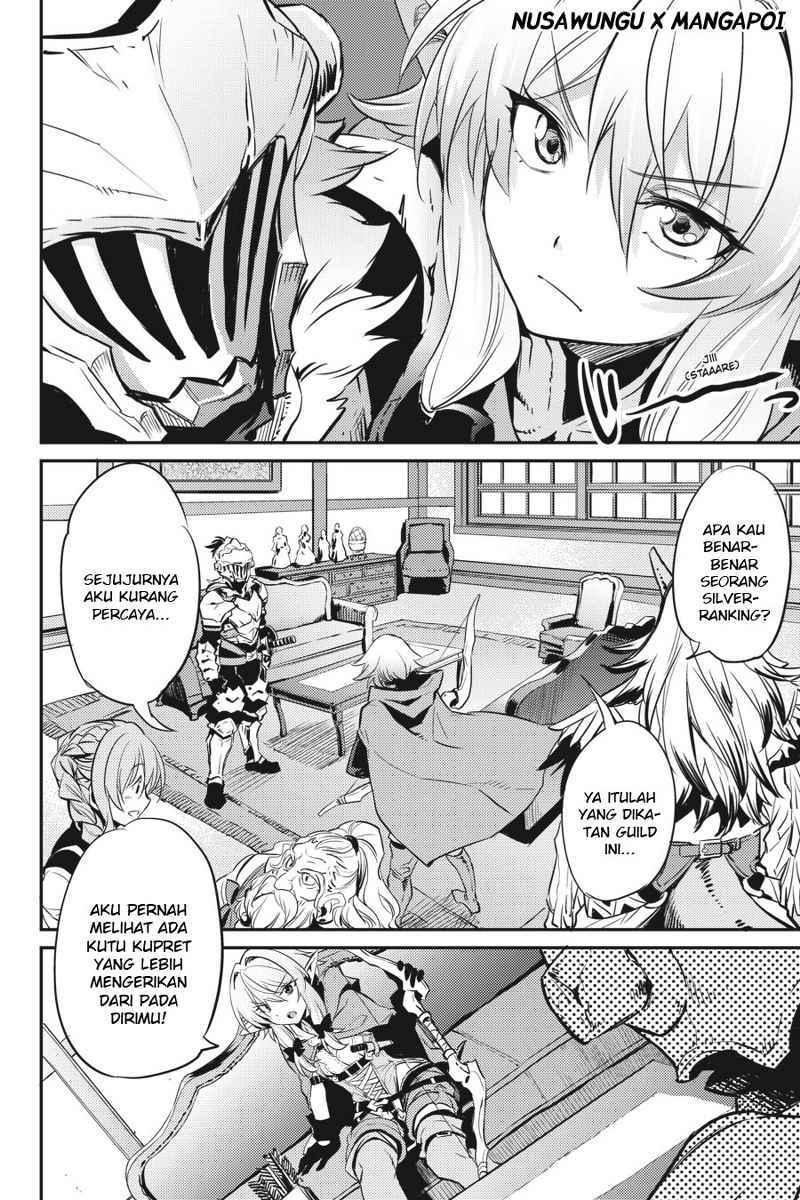 NUSAWUNGU X MANGAPOI
JIII
(STAAARE)
APA KAU
BENAR-
BENAR
SEORANG
SILVER-
RANKING?
YA ITULAH
YANG DIKA-
TAN GUILD
INI...
SEJUJURNYA
AKU KURANG
PERCAYA...
AKU PERNAH
MELIHAT ADA
KUTU KUPRET
YANG LEBIH
MENGERIKAN
DARI PADA
DIRIMU!